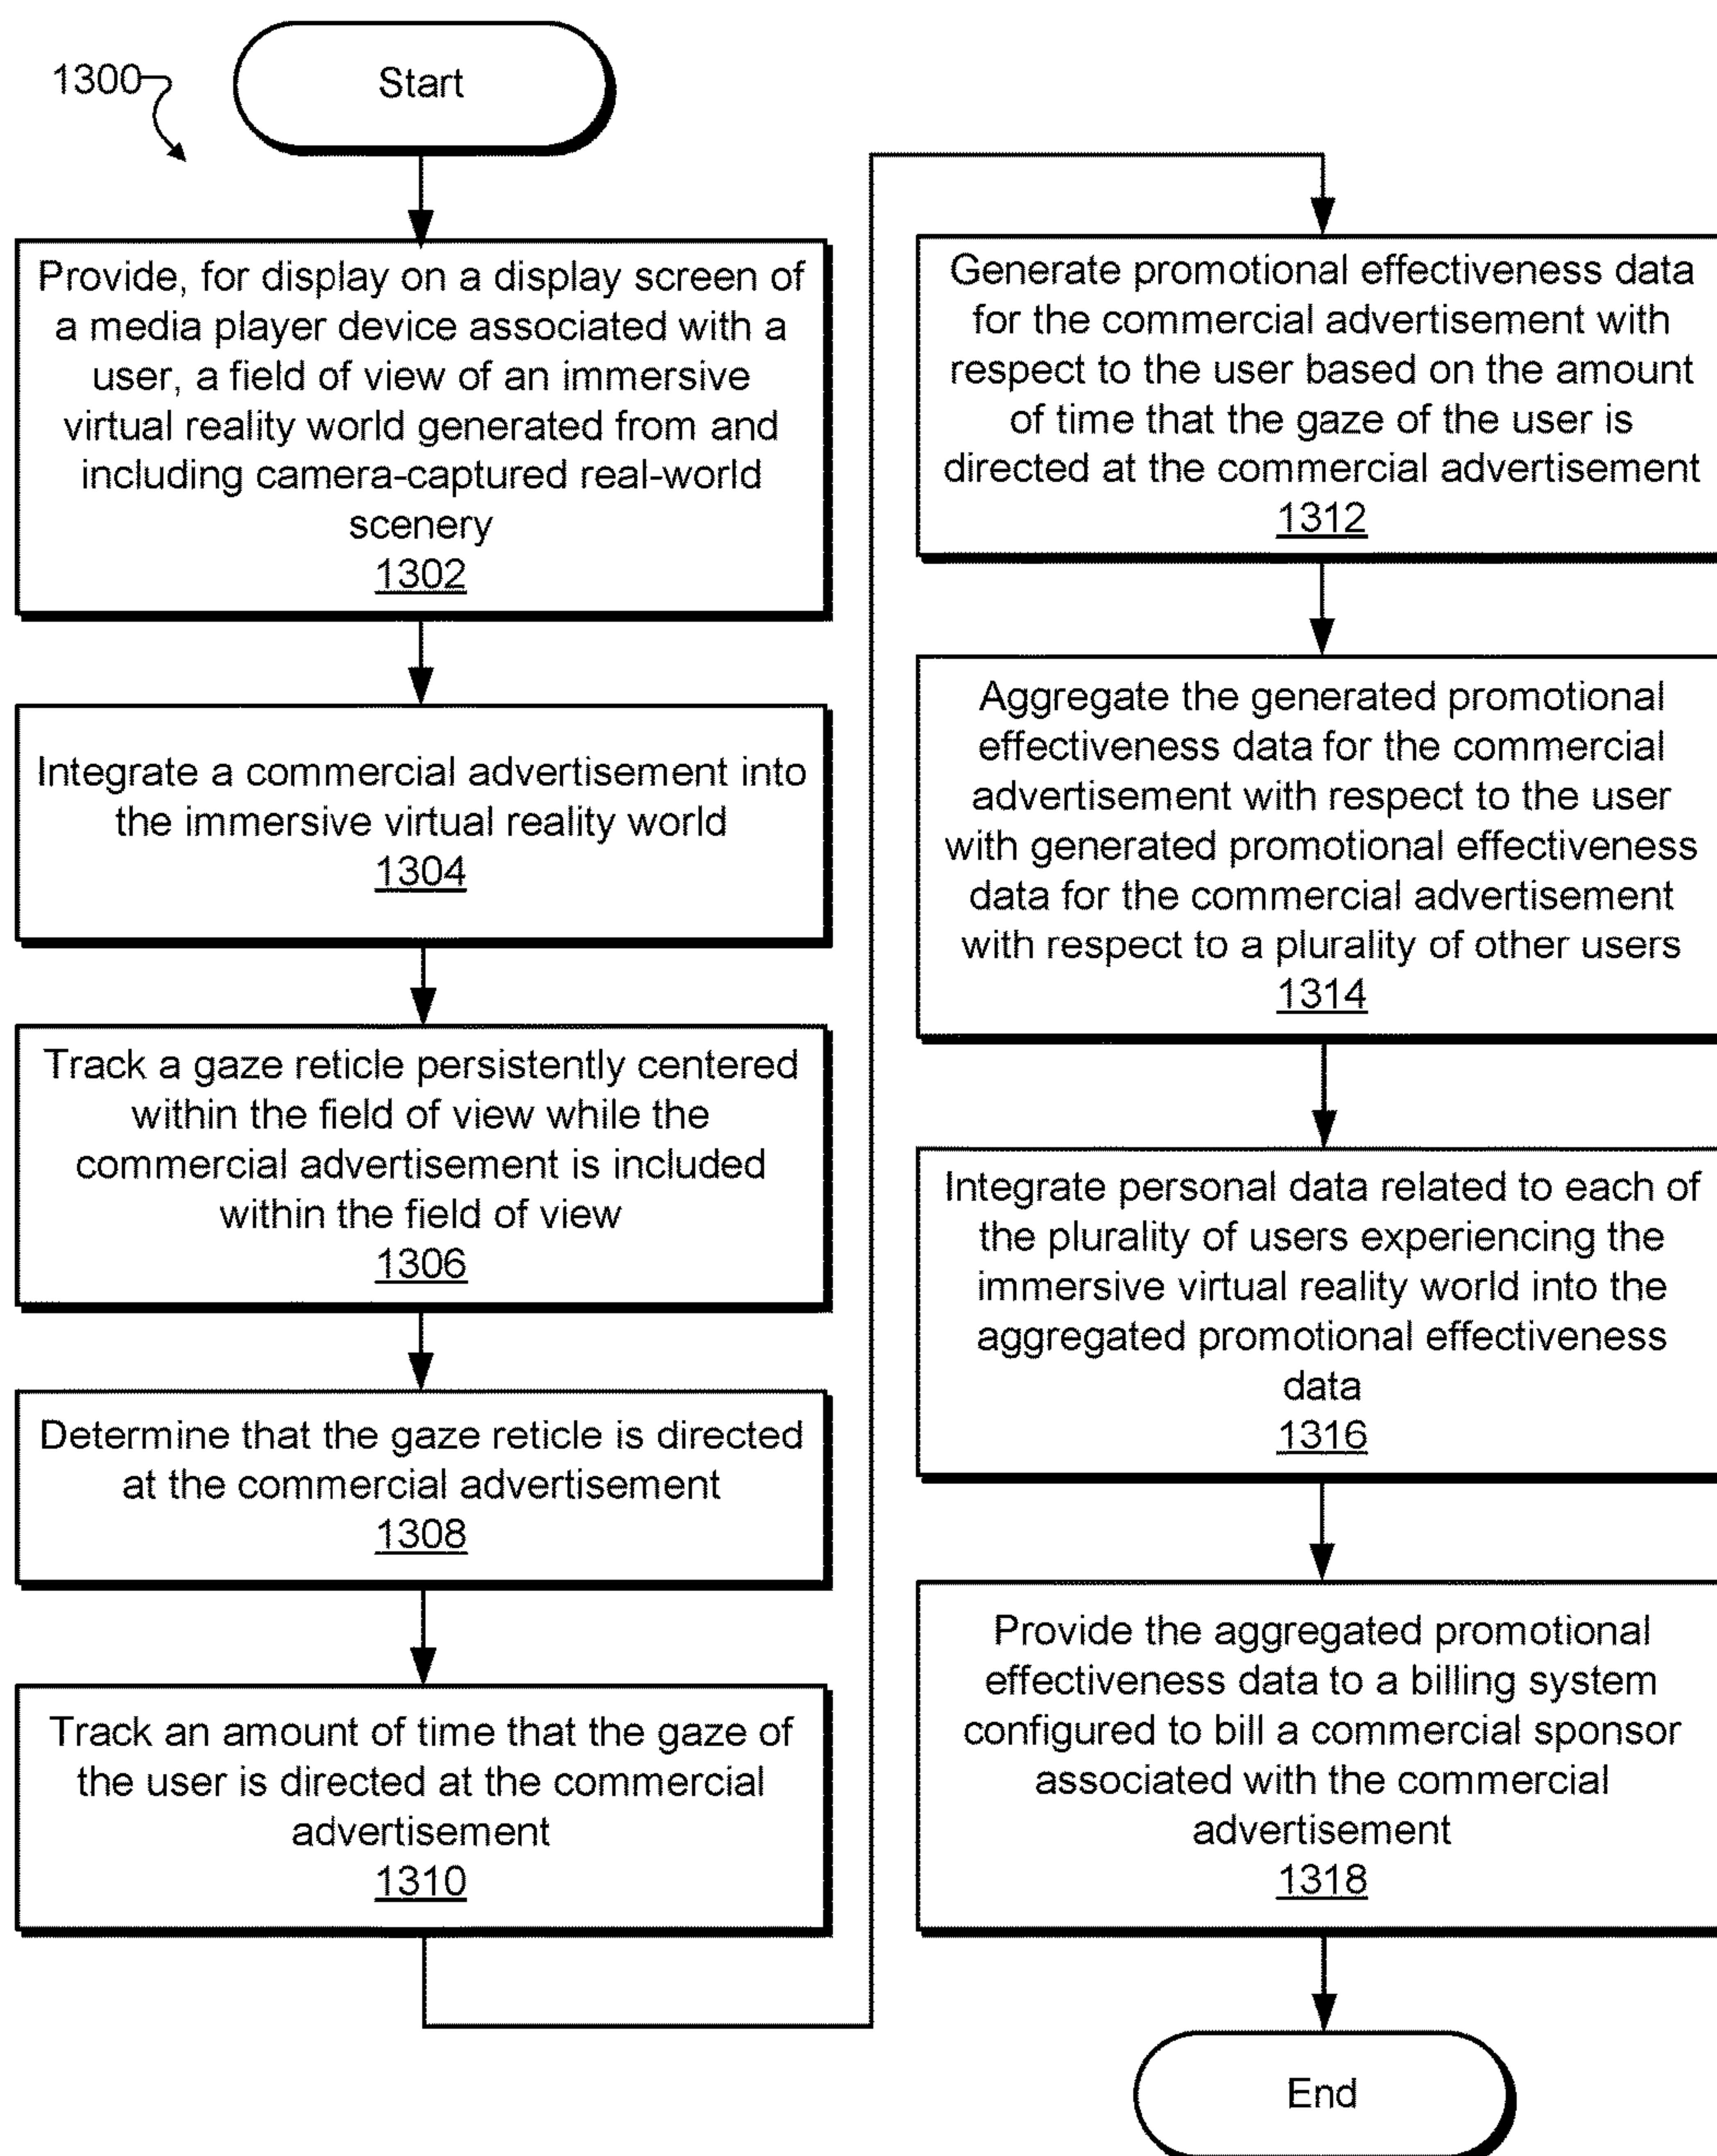 1300
Start
Provide, for display on a display screen of
a media player device associated with a
user, a field of view of an immersive
virtual reality world generated from and
including camera-captured real-world
scenery
1302
Integrate a commercial advertisement into
the immersive virtual reality world
1304
Track a gaze reticle persistently centered
within the field of view while the
commercial advertisement is included
within the field of view
1306
Determine that the gaze reticle is directed
at the commercial advertisement
1308
Track an amount of time that the gaze of
the user is directed at the commercial
advertisement
1310
Generate promotional effectiveness data
for the commercial advertisement with
respect to the user based on the amount
of time that the gaze of the user is
directed at the commercial advertisement
1312
Aggregate the generated promotional
effectiveness data for the commercial
advertisement with respect to the user
with generated promotional effectiveness
data for the commercial advertisement
with respect to a plurality of other users
1314
Integrate personal data related to each of
the plurality of users experiencing the
immersive virtual reality world into the
aggregated promotional effectiveness
data
1316
Provide the aggregated promotional
effectiveness data to a billing system
configured to bill a commercial sponsor
associated with the commercial
advertisement
1318
End